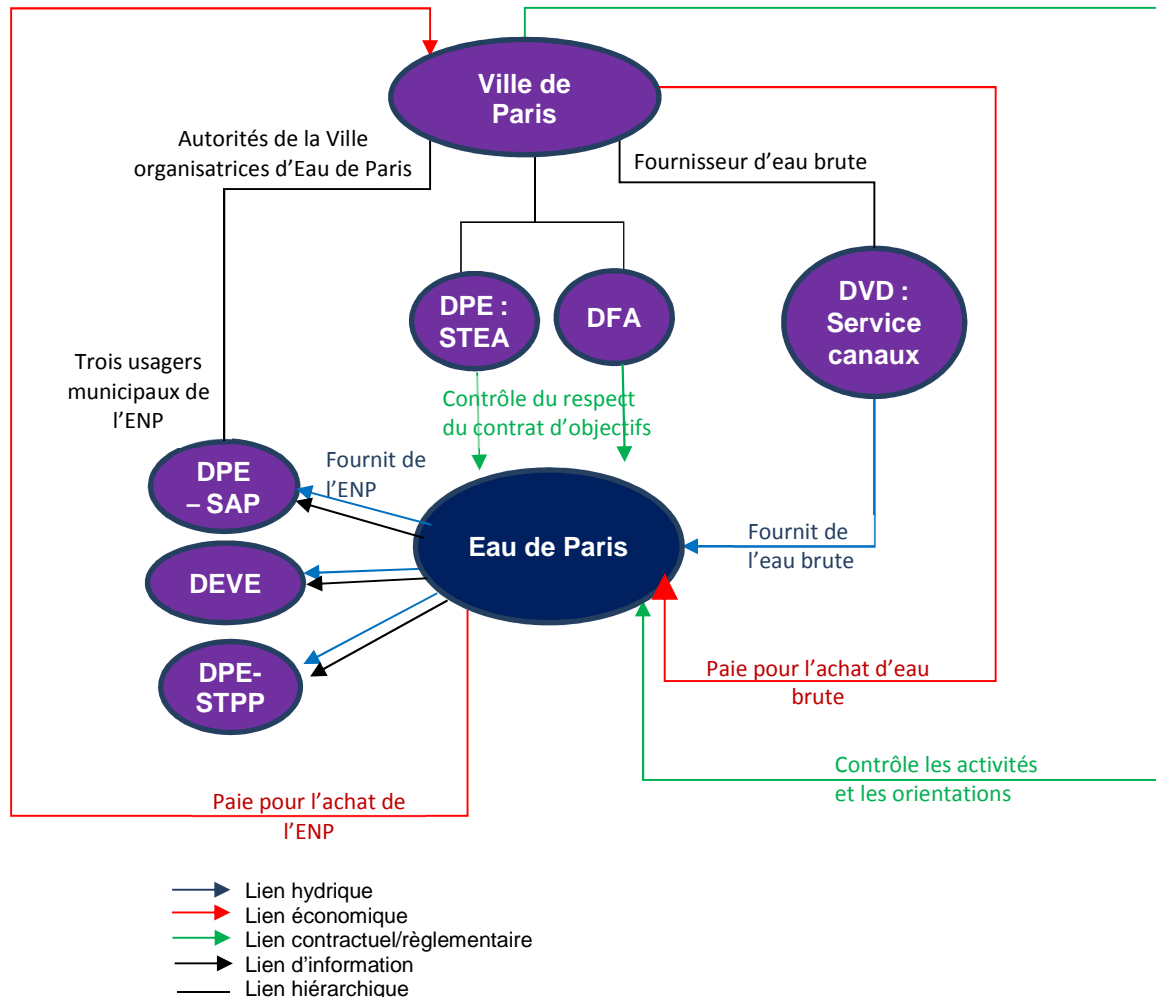 Ville de
Paris
Autorités de la Ville
organisatrices d’Eau de Paris
Fournisseur d’eau brute
DPE :
STEA
DFA
DVD :
Service
canaux
Trois usagers
municipaux de
l’ENP
Contrôle du respect
du contrat d’objectifs
DPE
– SAP
Fournit de
l’ENP
Eau de Paris
Fournit de
l’eau brute
DEVE
DPE-
STPP
Paie pour l’achat d’eau
brute
Contrôle les activités
et les orientations
Paie pour l’achat de
l’ENP
Lien hydrique
Lien économique
Lien contractuel/règlementaire
Lien d’information
Lien hiérarchique